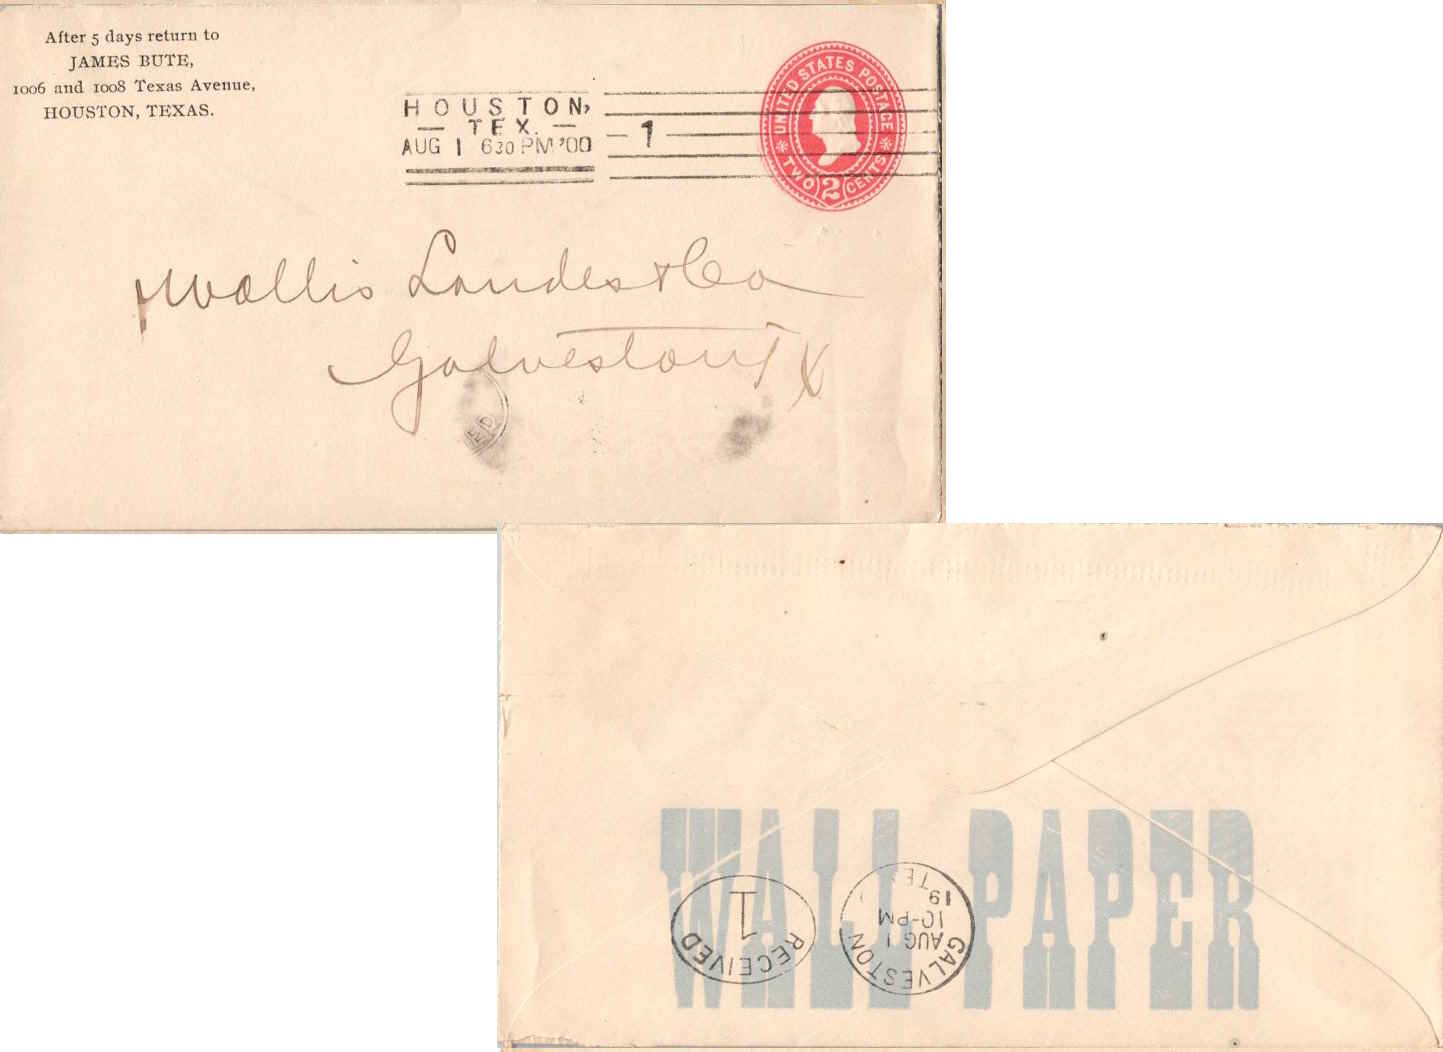 After 5 days return to
JAMES BUTE,
1006 and 1008 Texas Avenue,
HOUSTON, TEXAS.
HOUSTON,
— TEX. —
AUG 1 630 PM '00
1
UNITED STATES POSTAGE
TWO 2 CENTS
Wallis Landes & Co
Galveston Tx
ED
WALL PAPER
RECEIVED
1
GALVESTON
AUG 1
10-PM
19
TE